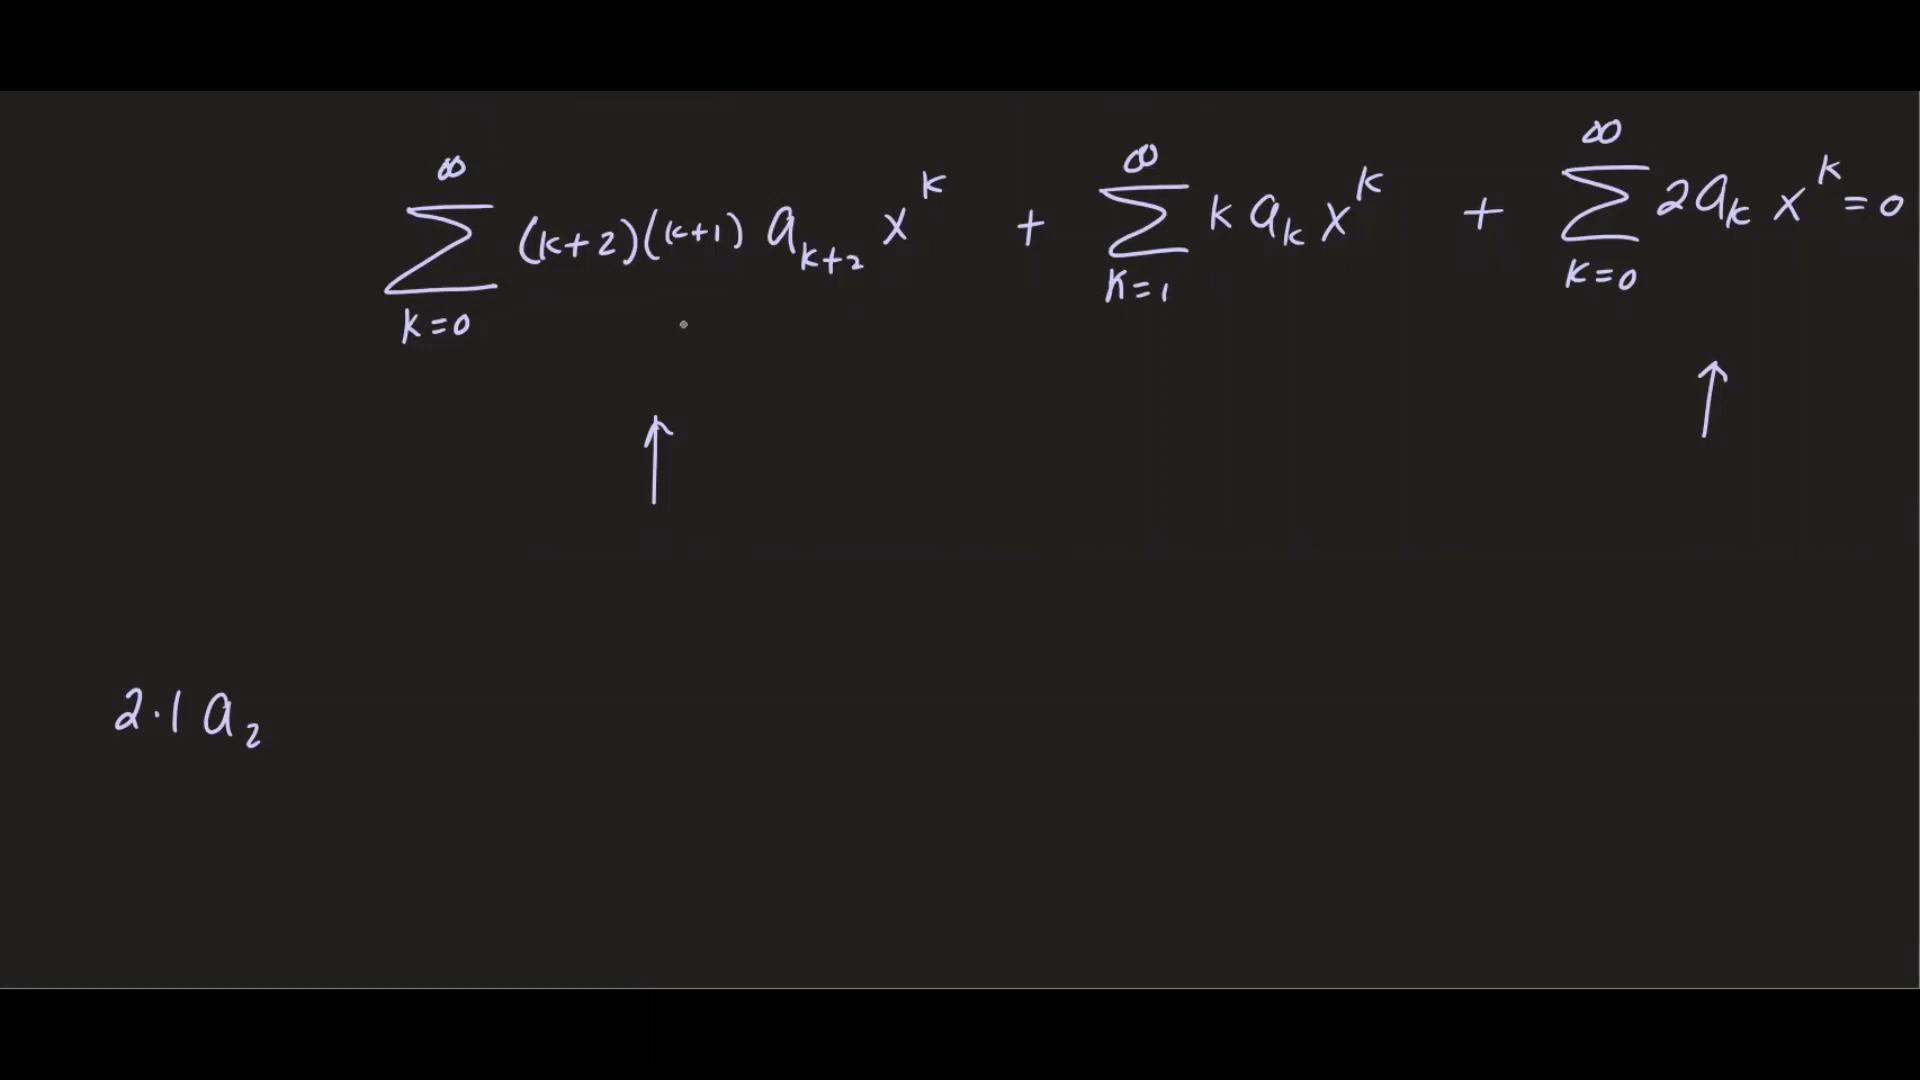 ∞ ∞ ∞
∑ (k+2)(k+1) a_{k+2} x^k + ∑ k a_k x^k + ∑ 2a_k x^k = 0
k=0 k=1 k=0
↑ ↑
2·1 a_2